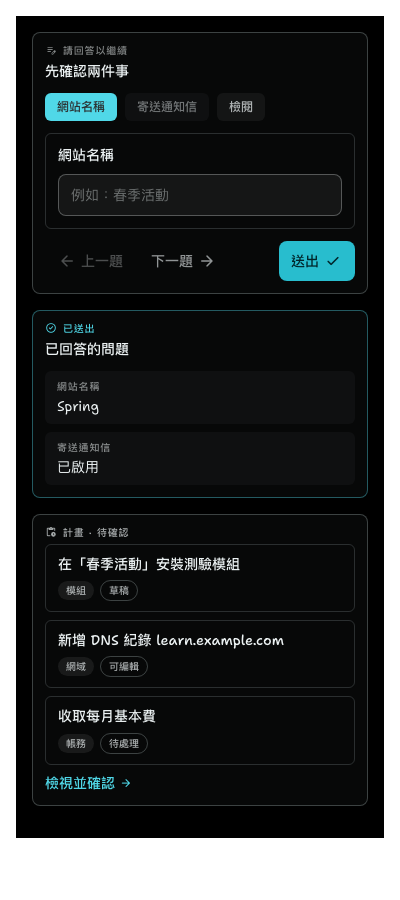 請回答以繼續
先確認兩件事
網站名稱 寄送通知信 檢閱
網站名稱
例如：春季活動
上一題 下一題 送出
已送出
已回答的問題
網站名稱
Spring
寄送通知信
已啟用
計畫 · 待確認
在「春季活動」安裝測驗模組
模組 草稿
新增 DNS 紀錄 learn.example.com
網域 可編輯
收取每月基本費
帳務 待處理
檢視並確認